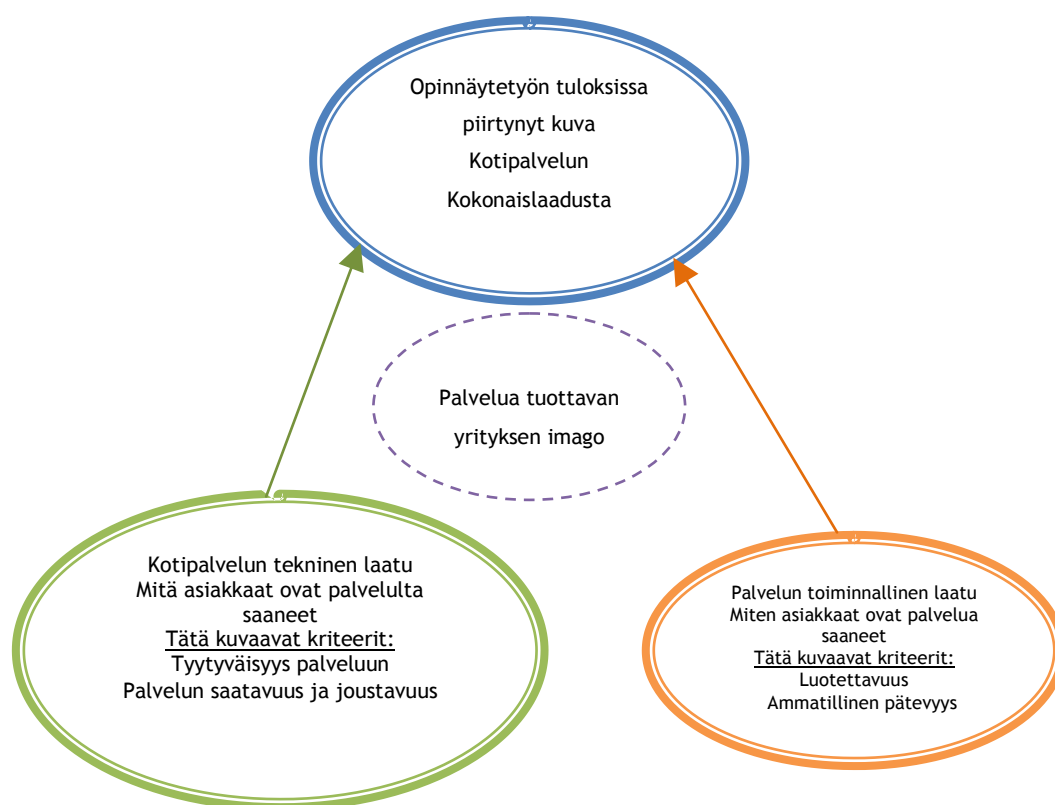 Opinnäytetyön tuloksissa
piirtynyt kuva
Kotipalvelun
Kokonaislaadusta
Palvelua tuottavan
yrityksen imago
Kotipalvelun tekninen laatu
Mitä asiakkaat ovat palvelulta
saaneet
Tätä kuvaavat kriteerit:
Tyytyväisyys palveluun
Palvelun saatavuus ja joustavuus
Palvelun toiminnallinen laatu
Miten asiakkaat ovat palvelua
saaneet
Tätä kuvaavat kriteerit:
Luotettavuus
Ammatillinen pätevyys